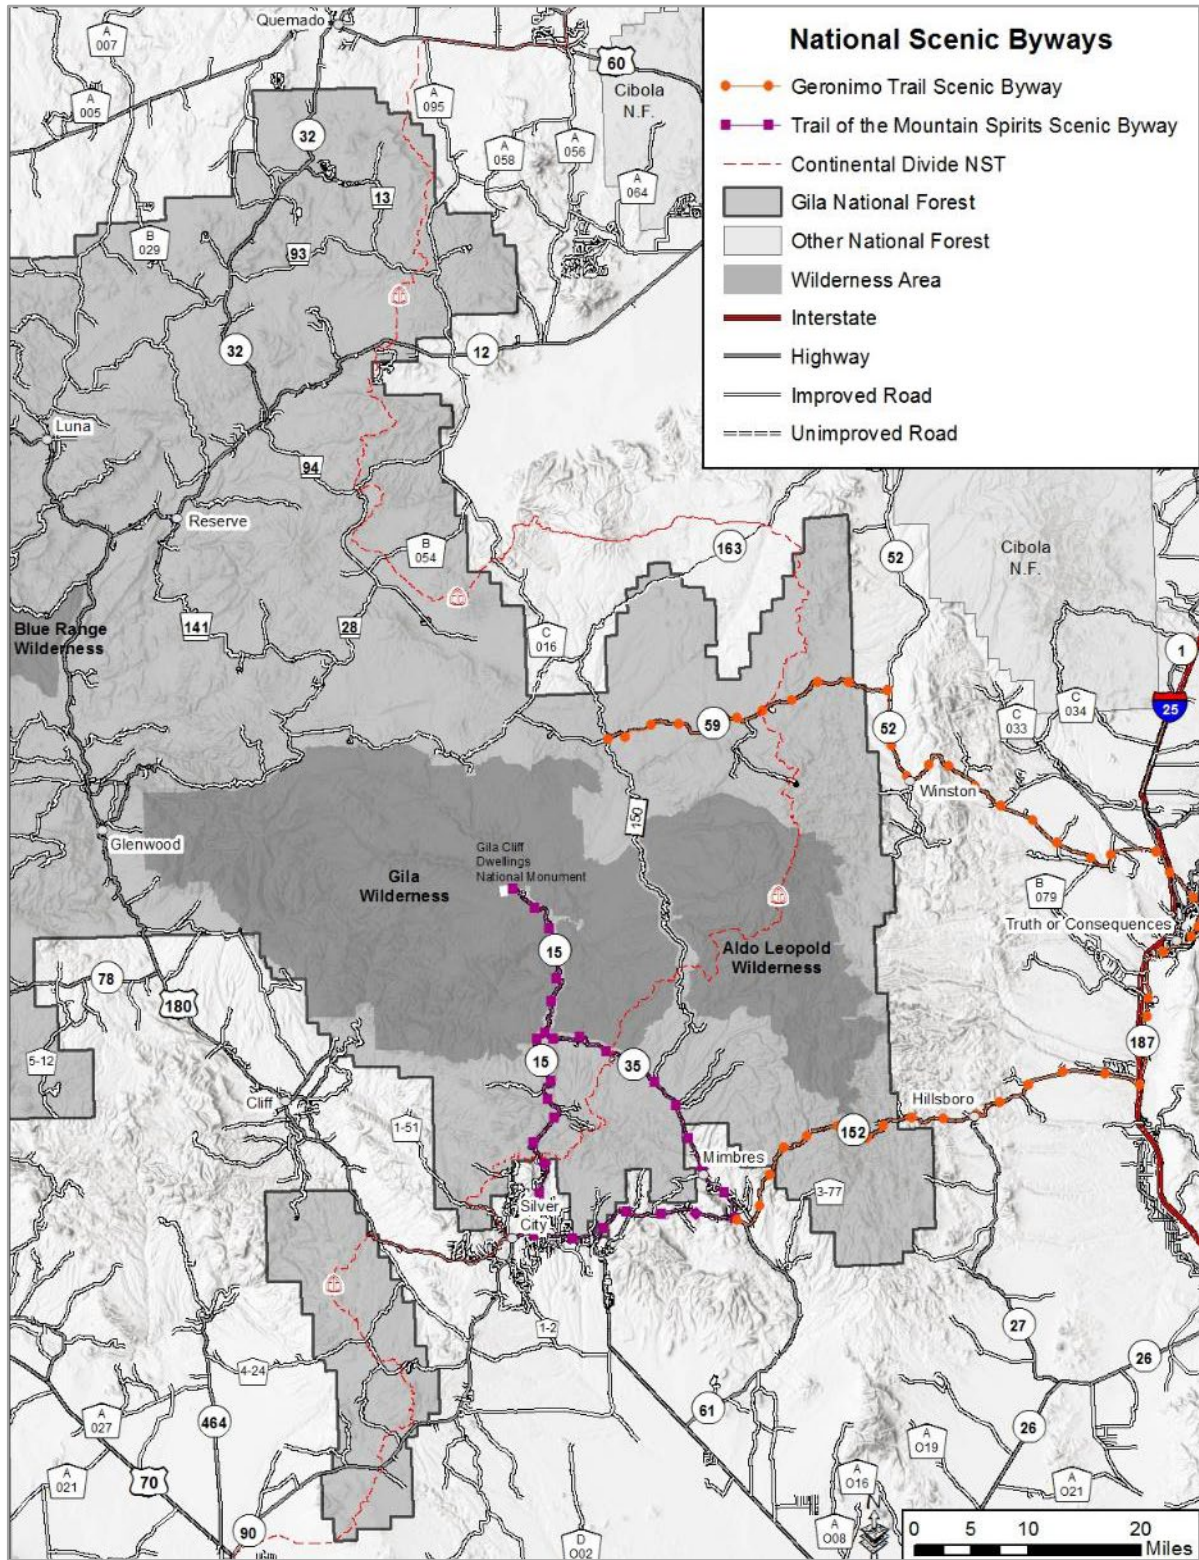 National Scenic Byways
Geronimo Trail Scenic Byway
Trail of the Mountain Spirits Scenic Byway
Continental Divide NST
Gila National Forest
Other National Forest
Wilderness Area
Interstate
Highway
Improved Road
Unimproved Road
Quemado
A
007
A
005
60
Cibola
N.F.
A
095
32
A
058
A
056
A
064
13
B
029
93
32
12
Luna
94
Reserve
B
054
163
52
Cibola
N.F.
Blue Range
Wilderness
141
28
C
016
1
25
C
034
C
033
59
52
Winston
150
Glenwood
Gila Cliff
Dwellings
National Monument
Gila
Wilderness
B
079
Truth or Consequences
15
Aldo Leopold
Wilderness
78
180
187
5-12
15
35
Cliff
Hillsboro
1-51
152
Mimbres
3-77
Silver
City
1-2
27
4-24
26
A
027
464
61
26
A
019
A
021
70
A
016
A
021
N
90
D
002
A
008
0 5 10 20
Miles